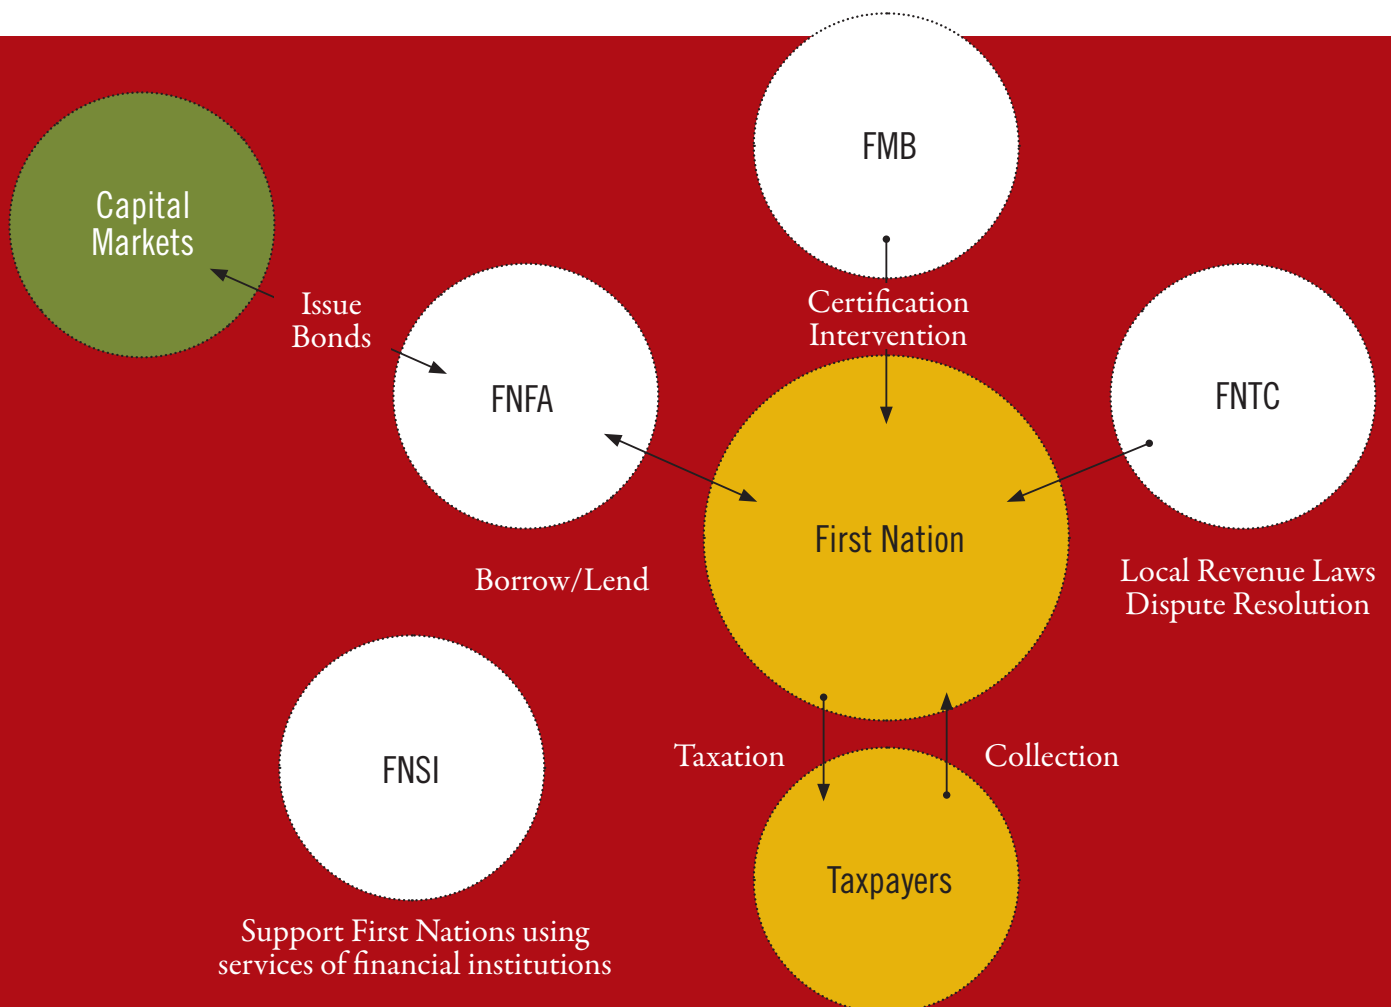 FMB
Capital
Markets
Issue
Bonds
Certification
Intervention
FNFA
FNTC
First Nation
Borrow/Lend
Local Revenue Laws
Dispute Resolution
FNSI
Taxation
Collection
Taxpayers
Support First Nations using
services of financial institutions